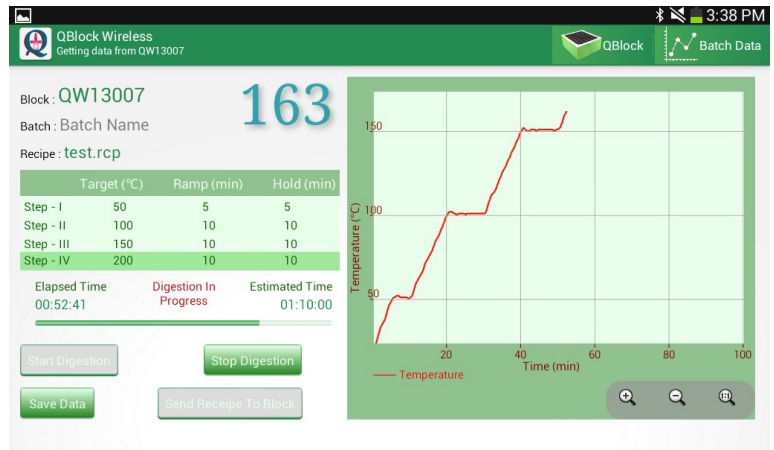 3:38 PM
QBlock Wireless
Getting data from QW13007
QBlock
Batch Data
Block : QW13007
163
Batch : Batch Name
Recipe : test.rcp
Target (°C) Ramp (min) Hold (min)
Step - I 50 5 5
Step - II 100 10 10
Step - III 150 10 10
Step - IV 200 10 10
Elapsed Time Digestion In Estimated Time
00:52:41 Progress 01:10:00
Start Digestion Stop Digestion
Save Data Send Receipe To Block
Temperature (°C)
150
100
50
20 40 60 80 100
Time (min)
Temperature
1:1